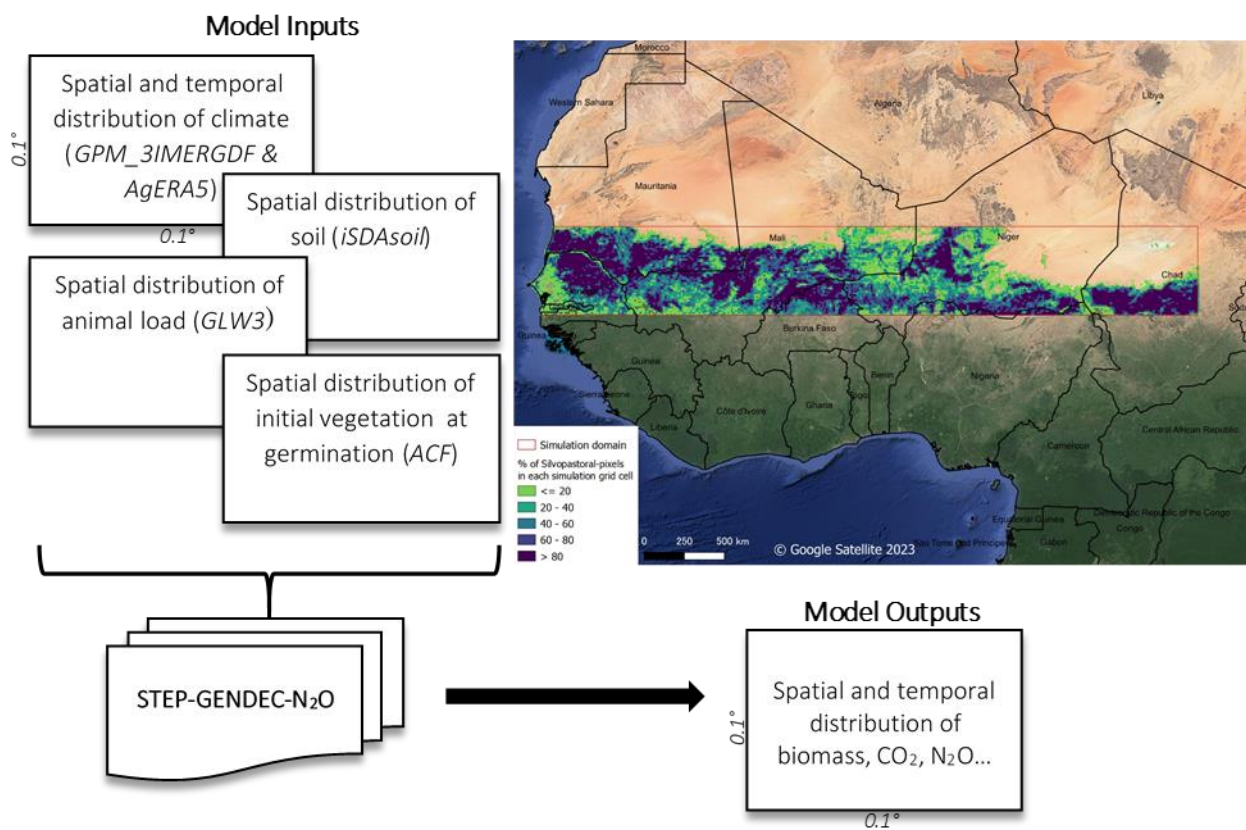 Model Inputs
Spatial and temporal
distribution of climate
(GPM_3IMERGDF &
AgERA5)
0.1°
0.1°
Spatial distribution of
soil (iSDAsoil)
Spatial distribution of
animal load (GLW3)
Spatial distribution of
initial vegetation at
germination (ACF)
STEP-GENDEC-N₂O
Morocco
Western Sahara
Algeria
Libya
Mauritania
Mali
Niger
Chad
Burkina Faso
Guinea
Benin
Nigeria
Sierra Leone
Côte d'Ivoire
Ghana
Togo
Liberia
Cameroun
Central African Republic
Equatorial Guinea
Democratic Republic of the Congo
Congo
Gabon
Simulation domain
% of Silvopastoral-pixels
in each simulation grid cell
<= 20
20 - 40
40 - 60
60 - 80
> 80
0 250 500 km
© Google Satellite 2023
Model Outputs
Spatial and temporal
distribution of
biomass, CO₂, N₂O...
0.1°
0.1°